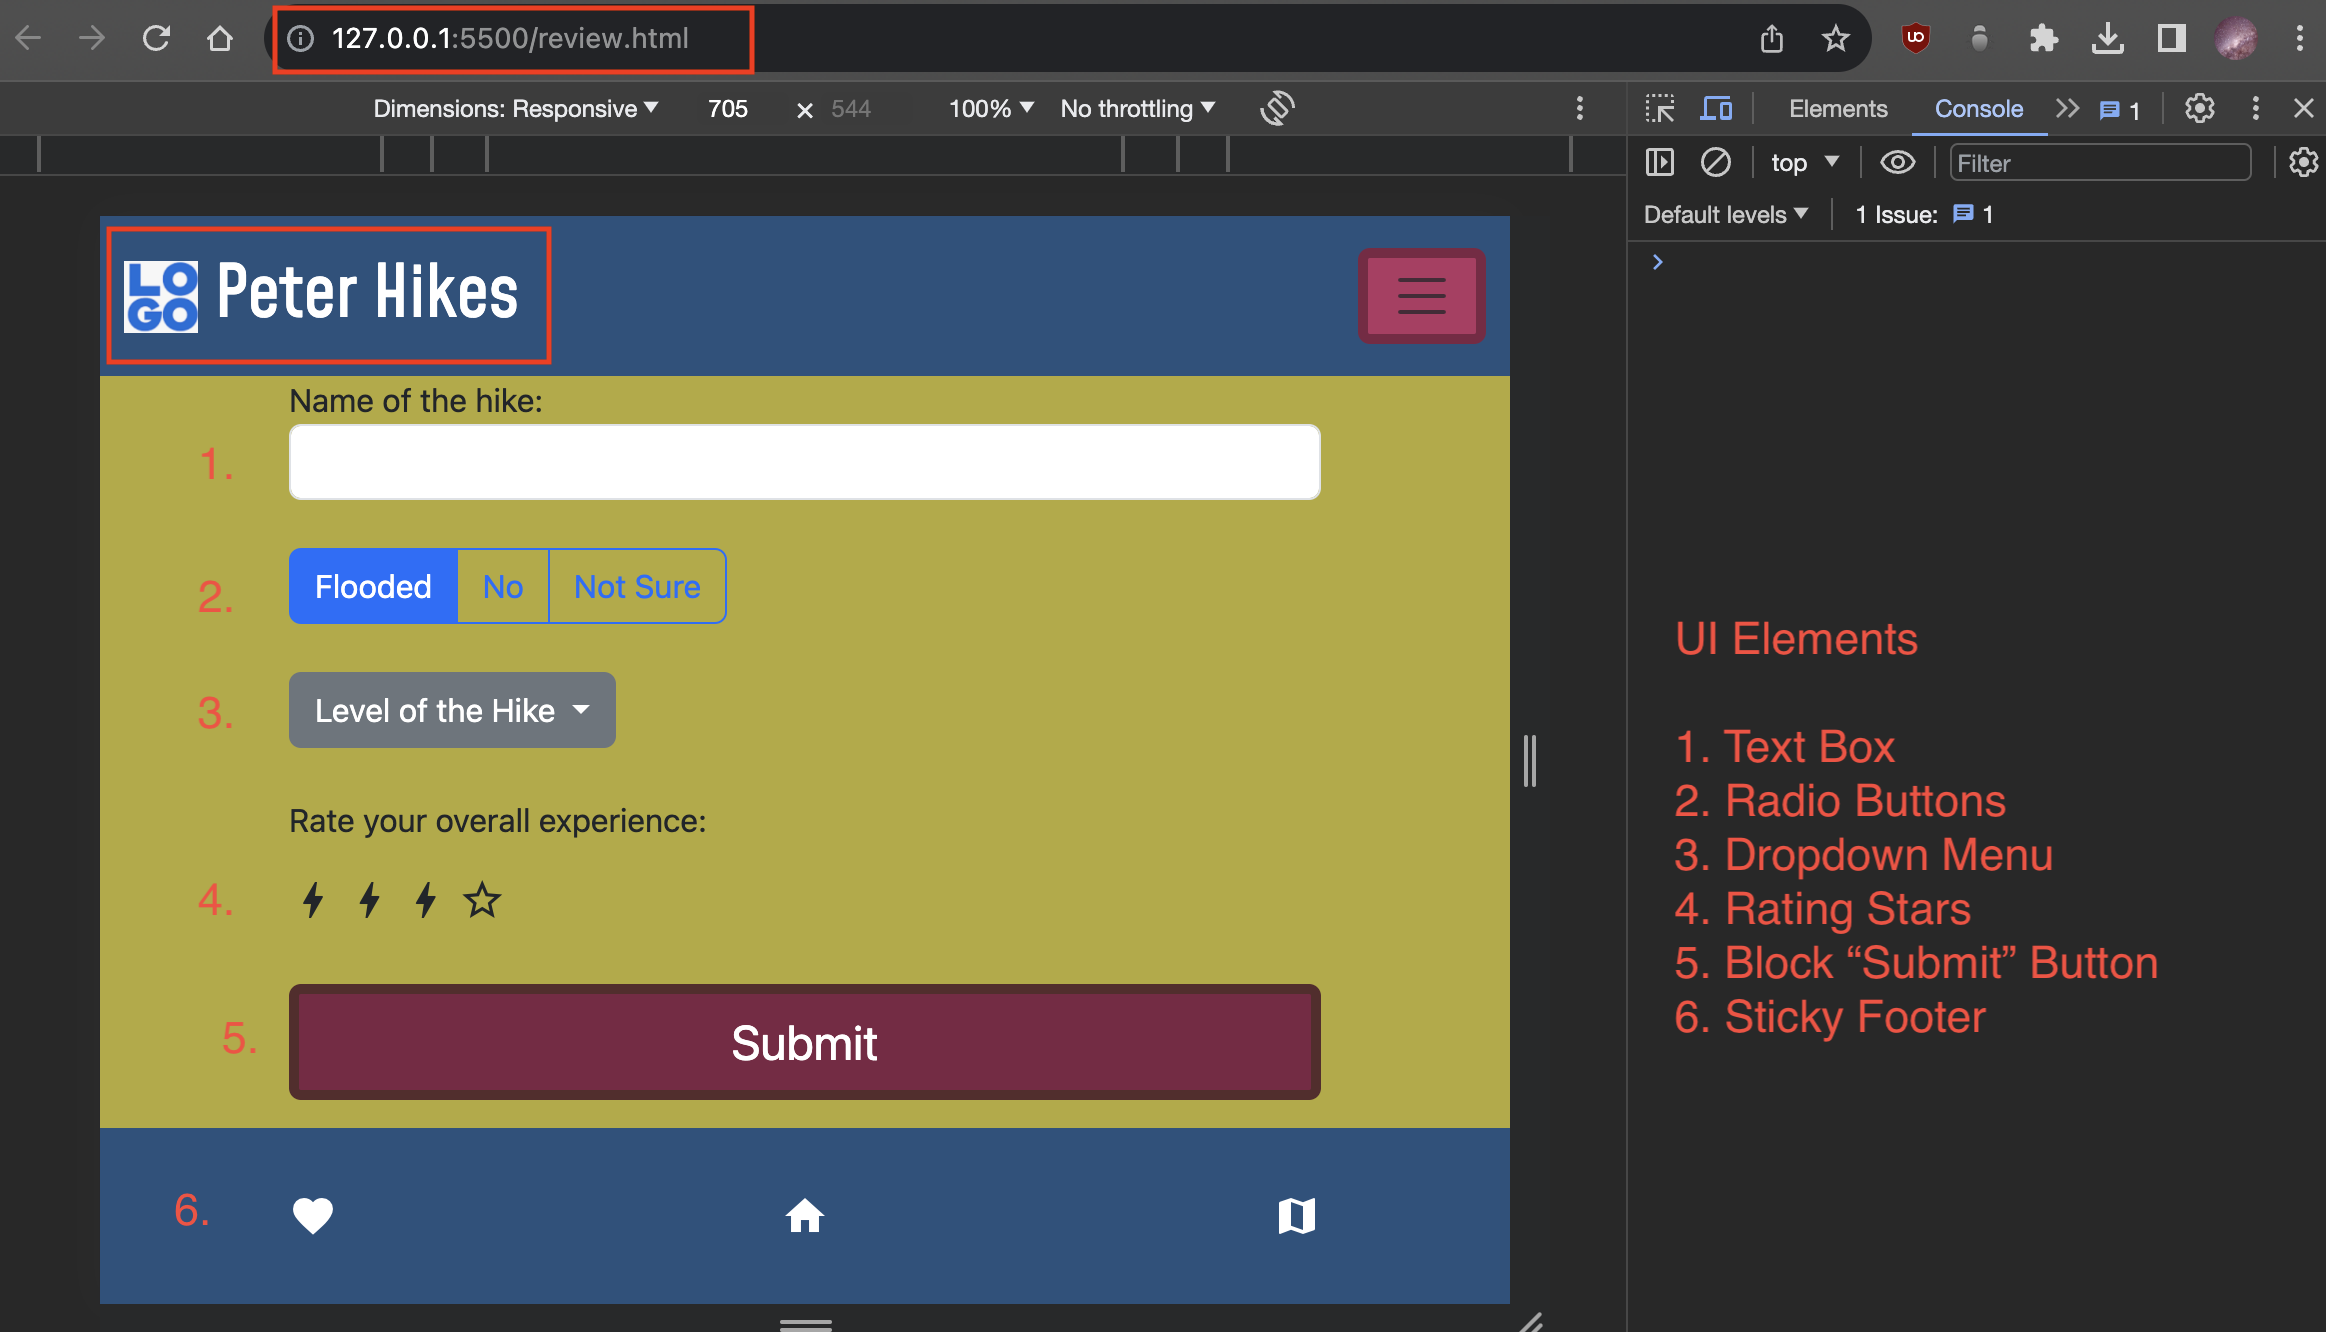 127.0.0.1:5500/review.html
Dimensions: Responsive 705 × 544 100% No throttling
Elements Console 1
top Filter
Default levels 1 Issue: 1
LO
GO
Peter Hikes
Name of the hike:
1.
2. Flooded No Not Sure
3. Level of the Hike
Rate your overall experience:
4.
5. Submit
6.
UI Elements
1. Text Box
2. Radio Buttons
3. Dropdown Menu
4. Rating Stars
5. Block “Submit” Button
6. Sticky Footer